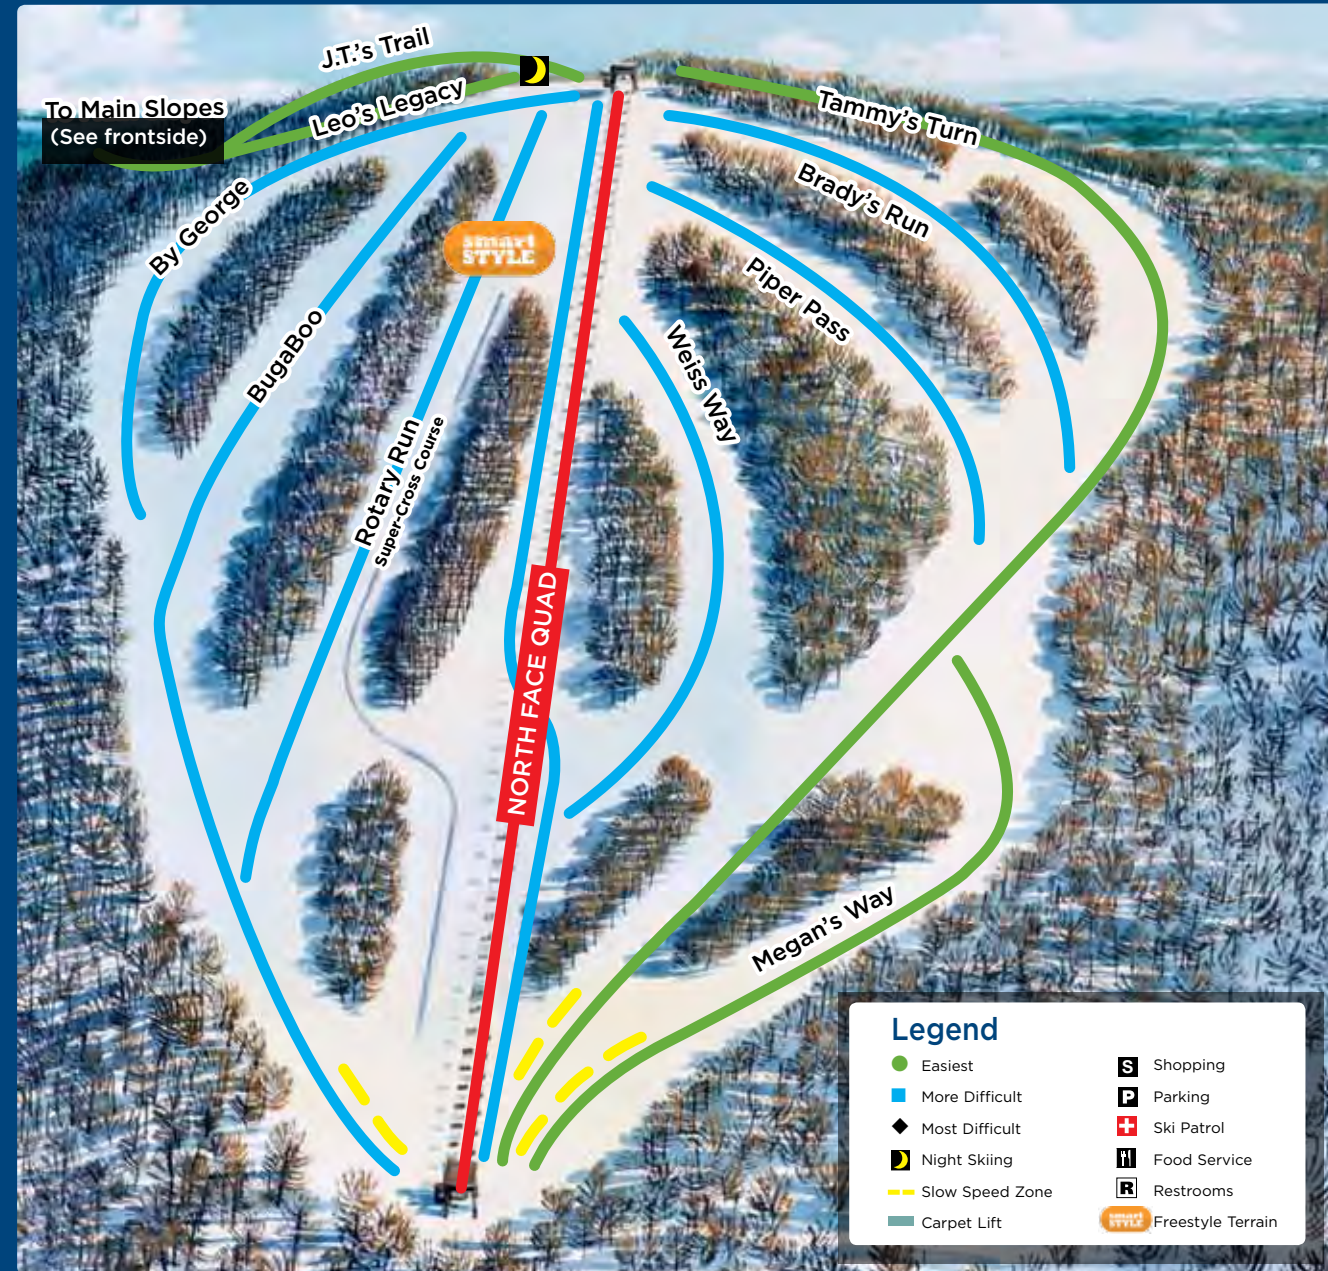 J.T.'s Trail
Leo's Legacy
To Main Slopes
(See frontside)
Tammy's Turn
Brady's Run
By George
smart
STYLE
Piper Pass
BugaBoo
Weiss Way
Rotary Run
Super-Cross Course
NORTH FACE QUAD
Megan's Way
Legend
Easiest
More Difficult
Most Difficult
Night Skiing
Slow Speed Zone
Carpet Lift
S Shopping
P Parking
Ski Patrol
Food Service
R Restrooms
smart
STYLE
Freestyle Terrain